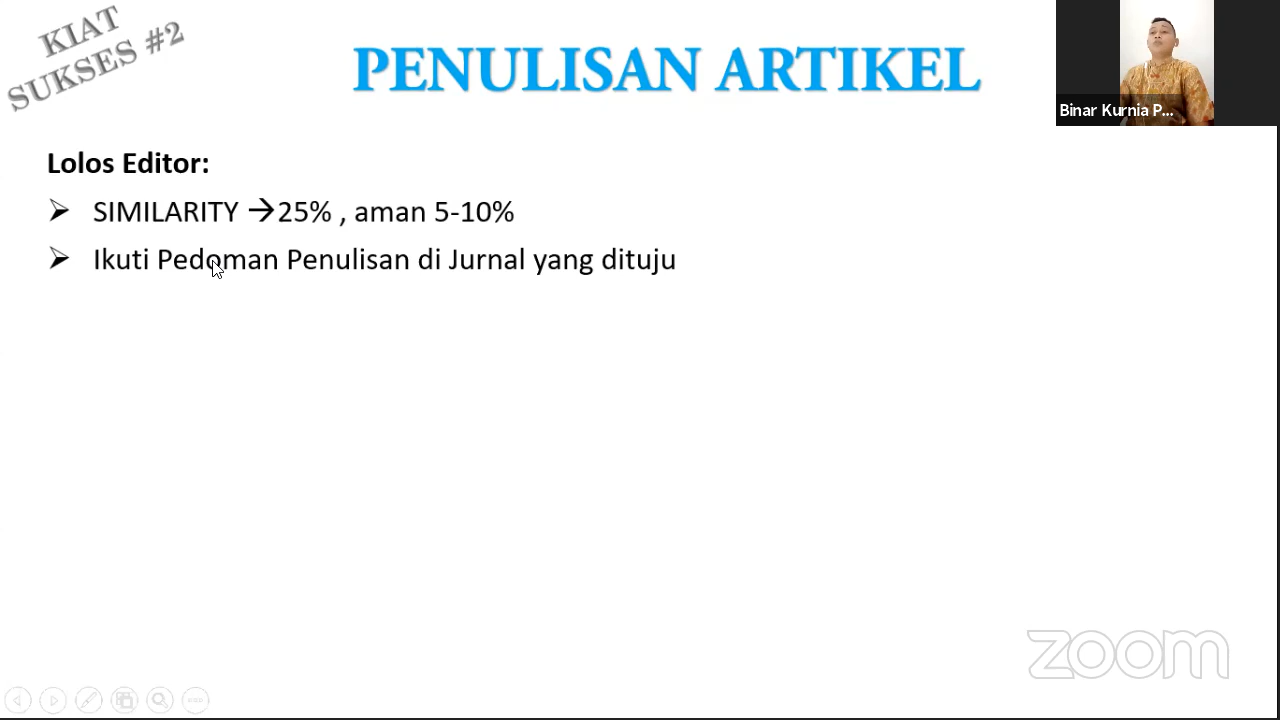 KIAT
SUKSES #2
PENULISAN ARTIKEL
Binar Kurnia P...
Lolos Editor:
➢ SIMILARITY →25% , aman 5-10%
➢ Ikuti Pedoman Penulisan di Jurnal yang dituju
zoom